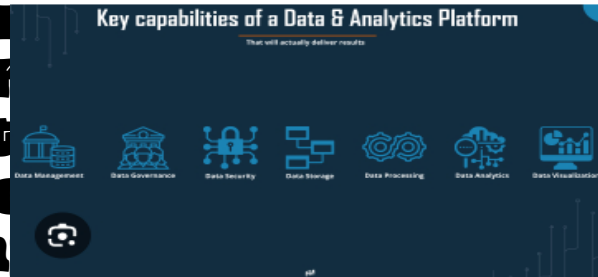 Key capabilities of a Data & Analytics Platform
That will actually deliver results
Data Management
Data Governance
Data Security
Data Storage
Data Processing
Data Analytics
Data Visualization